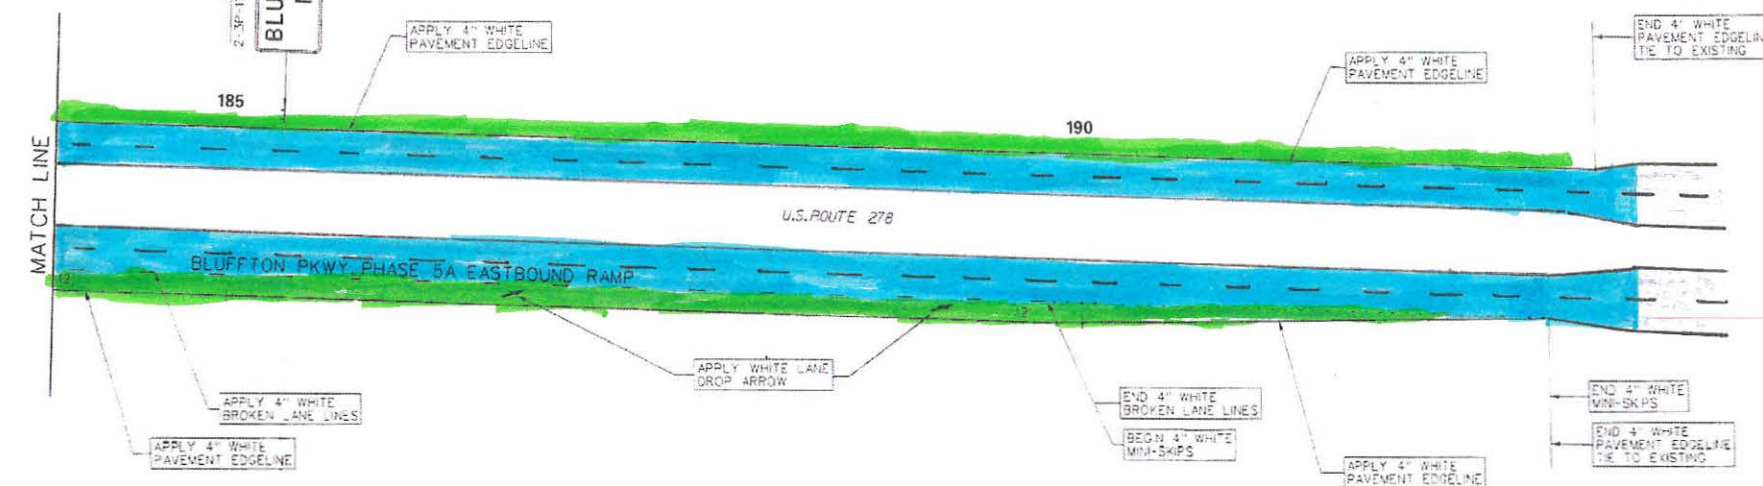 2-3P-1
BLU
APPLY 4" WHITE
PAVEMENT EDGELINE
END 4" WHITE
PAVEMENT EDGELIN
TIE TO EXISTING
APPLY 4" WHITE
PAVEMENT EDGELINE
185
190
MATCH LINE
U.S. ROUTE 278
BLUFFTON PKWY. PHASE 5A EASTBOUND RAMP
12'
12'
APPLY WHITE LANE
DROP ARROW
APPLY 4" WHITE
BROKEN LANE LINES
APPLY 4" WHITE
PAVEMENT EDGELINE
END 4" WHITE
BROKEN LANE LINES
BEGIN 4" WHITE
MINI-SKIPS
END 4" WHITE
MINI-SKIPS
END 4" WHITE
PAVEMENT EDGELINE
TIE TO EXISTING
APPLY 4" WHITE
PAVEMENT EDGELINE